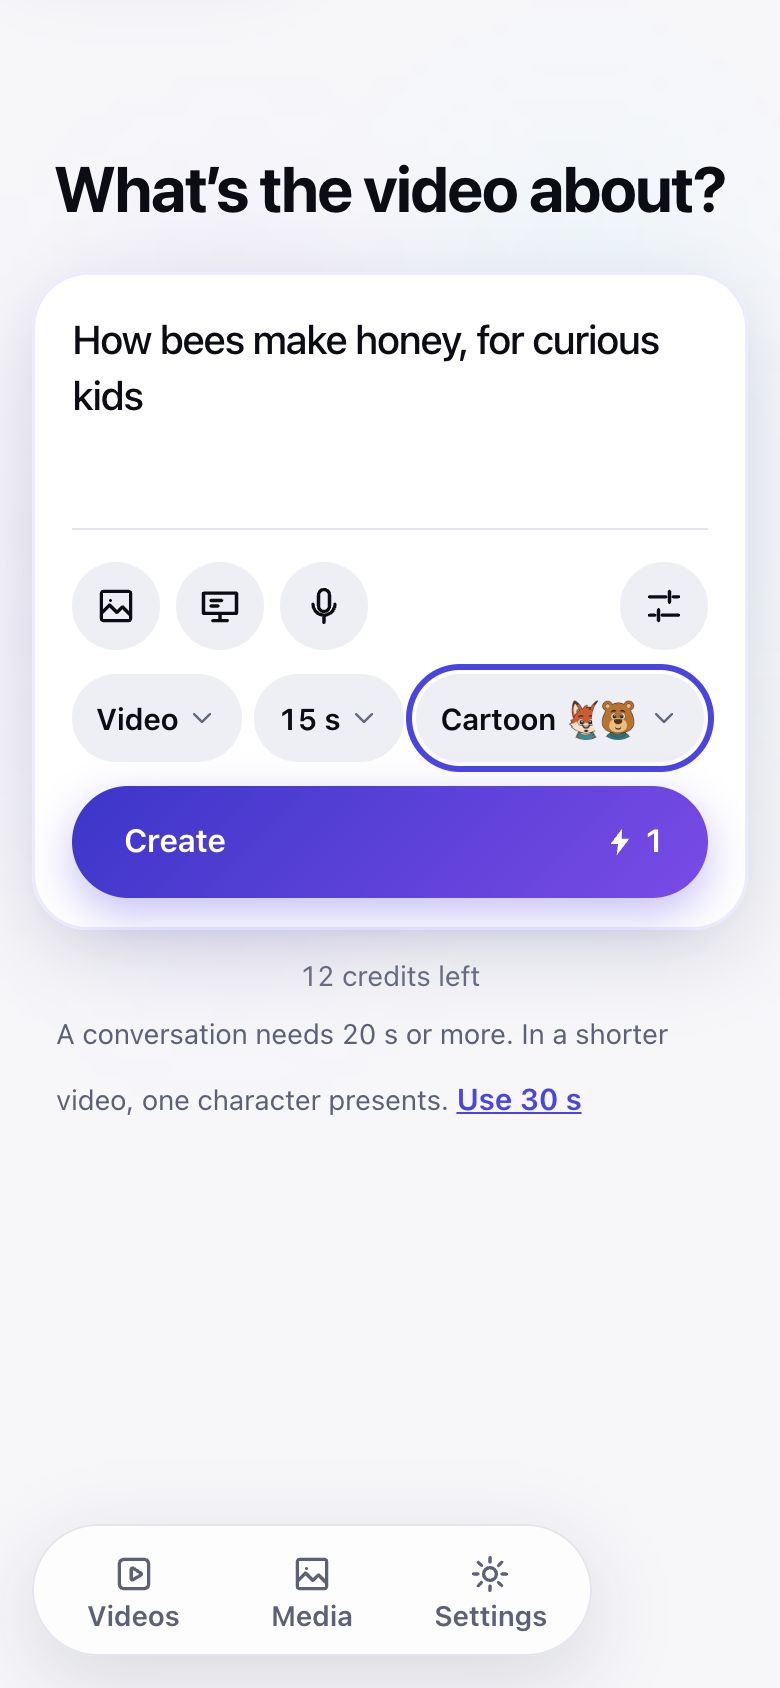 What's the video about?
How bees make honey, for curious
kids
Video
15 s
Cartoon
Create
1
12 credits left
A conversation needs 20 s or more. In a shorter
video, one character presents. Use 30 s
Videos
Media
Settings